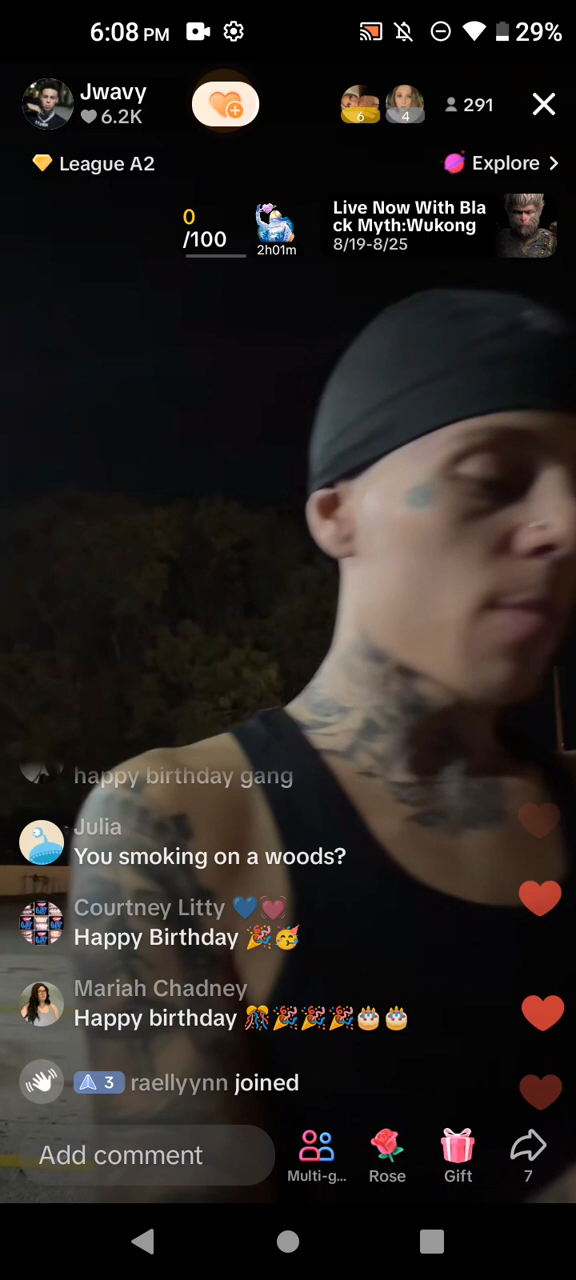 6:08 PM
29%
Jwavy
6.2K
6
4
291
League A2
Explore
0
/100
2h01m
Live Now With Bla
ck Myth:Wukong
8/19-8/25
happy birthday gang
Julia
You smoking on a woods?
Courtney Litty 💙💓
Happy Birthday 🎉🥳
Mariah Chadney
Happy birthday 🎊🎉🎉🎉🎂🎂
3 raellyynn joined
Add comment
Multi-g...
Rose
Gift
7